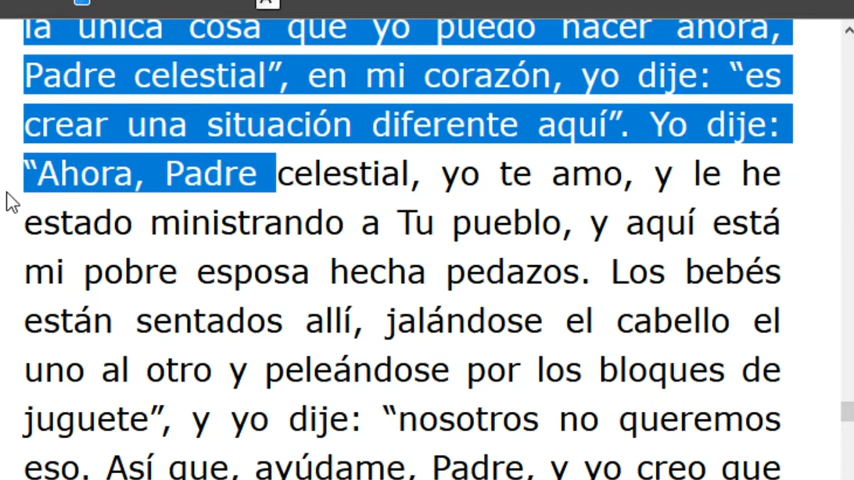 la única cosa que yo puedo hacer ahora,
Padre celestial”, en mi corazón, yo dije: “es
crear una situación diferente aquí”. Yo dije:
“Ahora, Padre celestial, yo te amo, y le he
estado ministrando a Tu pueblo, y aquí está
mi pobre esposa hecha pedazos. Los bebés
están sentados allí, jalándose el cabello el
uno al otro y peleándose por los bloques de
juguete”, y yo dije: “nosotros no queremos
eso. Así que, ayúdame, Padre, y yo creo que